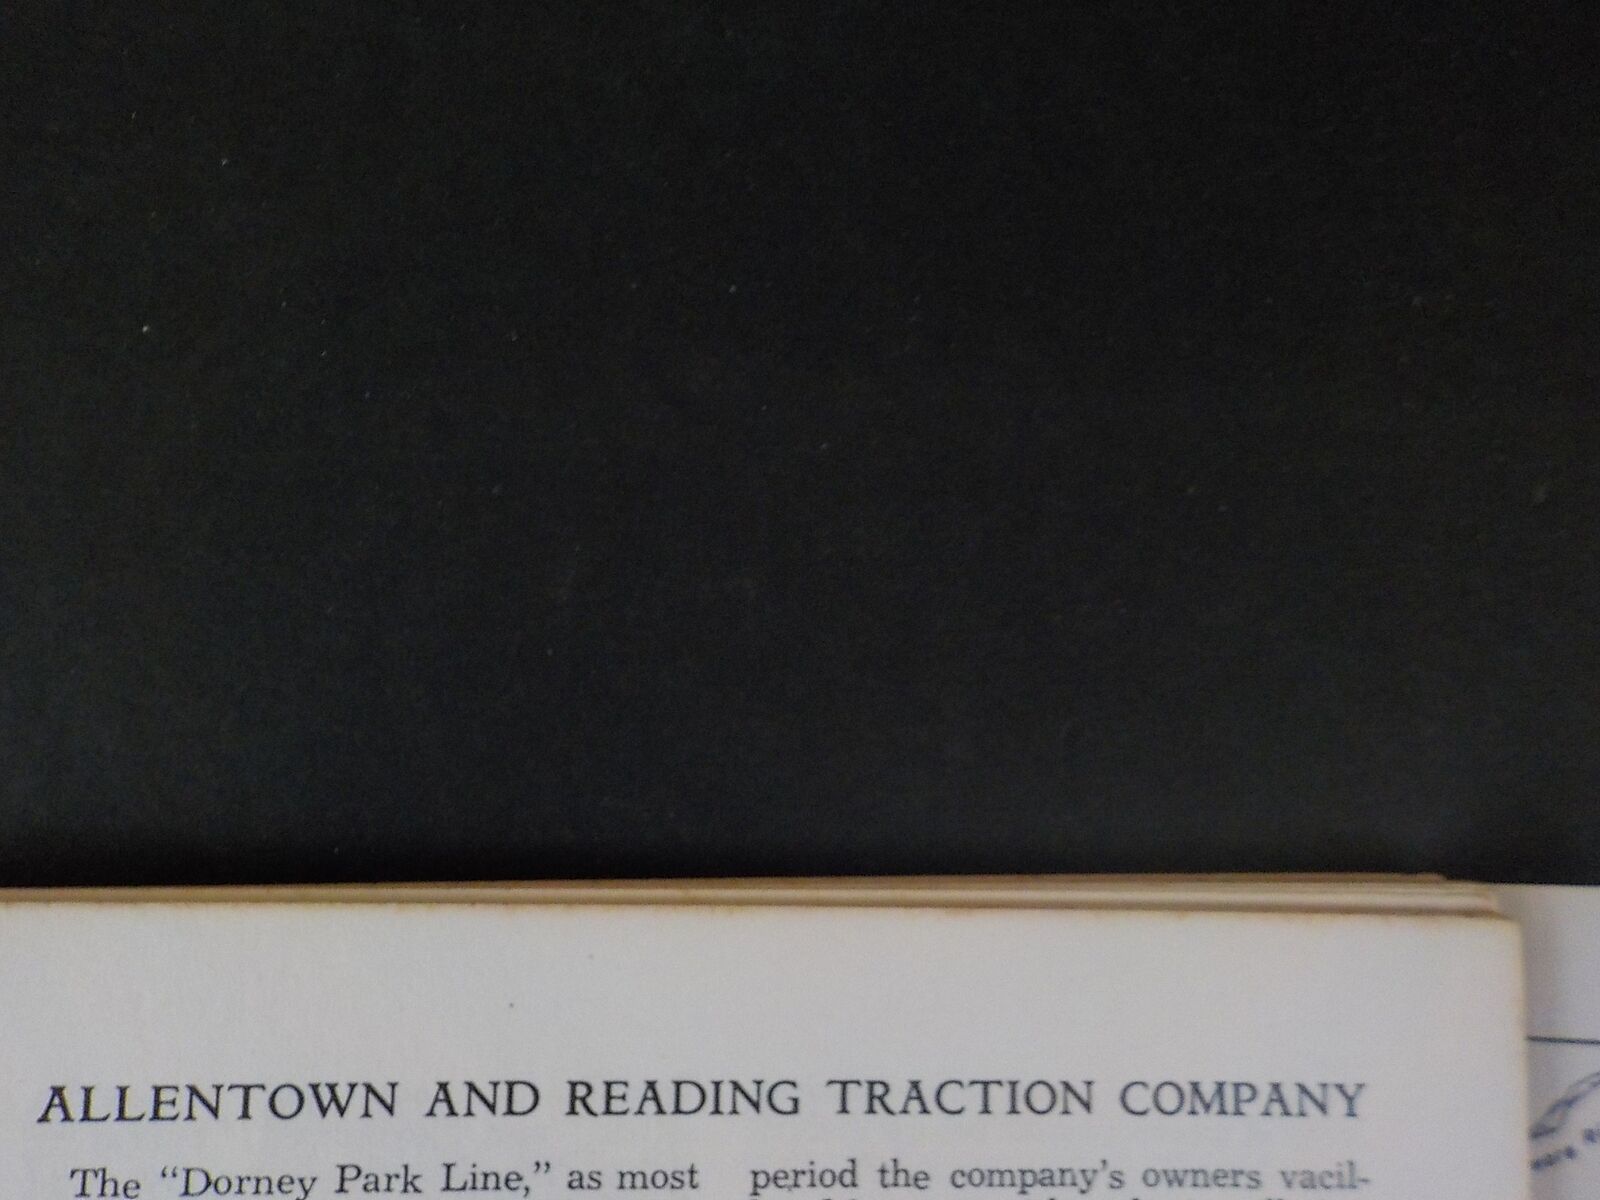 ALLENTOWN AND READING TRACTION COMPANY
The “Dorney Park Line,” as most
period the company’s owners vacil-